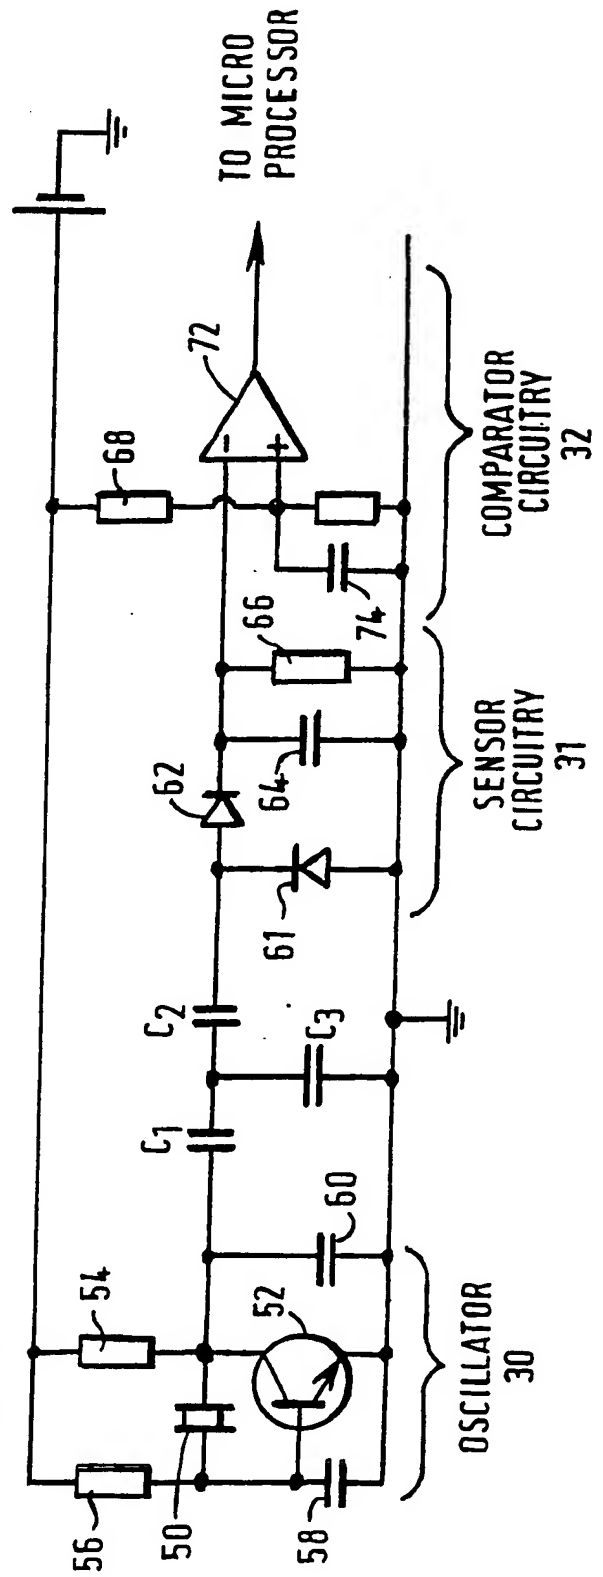 TO MICRO
PROCESSOR
72
68
66
74
62
64
61
C2
C3
C1
60
54
52
56
50
58
COMPARATOR
CIRCUITRY
32
SENSOR
CIRCUITRY
31
OSCILLATOR
30
-
+